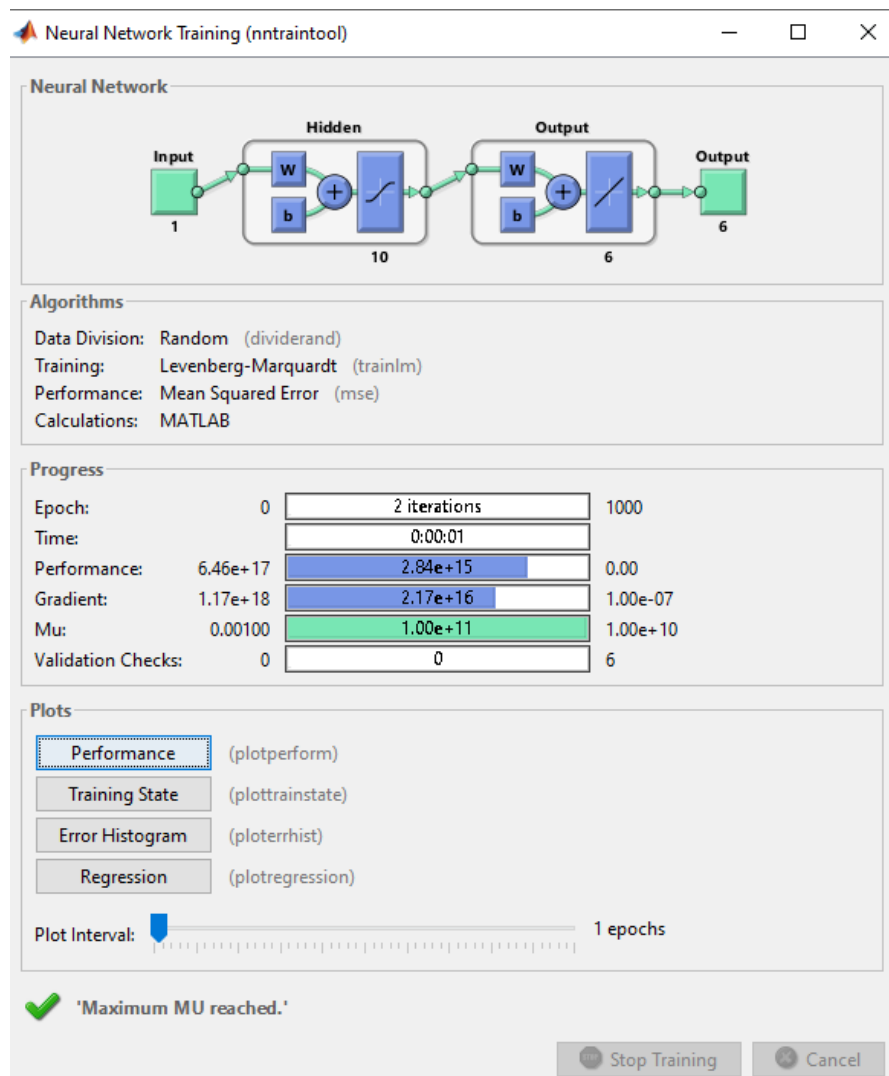 Neural Network Training (nntraintool)
Neural Network
Hidden
Output
Input
Output
W
W
+
+
b
b
1
10
6
6
Algorithms
Data Division: Random (dividerand)
Training: Levenberg-Marquardt (trainlm)
Performance: Mean Squared Error (mse)
Calculations: MATLAB
Progress
Epoch: 0 2 iterations 1000
Time: 0:00:01
Performance: 6.46e+17 2.84e+15 0.00
Gradient: 1.17e+18 2.17e+16 1.00e-07
Mu: 0.00100 1.00e+11 1.00e+10
Validation Checks: 0 0 6
Plots
Performance (plotperform)
Training State (plottrainstate)
Error Histogram (ploterrhist)
Regression (plotregression)
Plot Interval: 1 epochs
'Maximum MU reached.'
STOP Stop Training Cancel